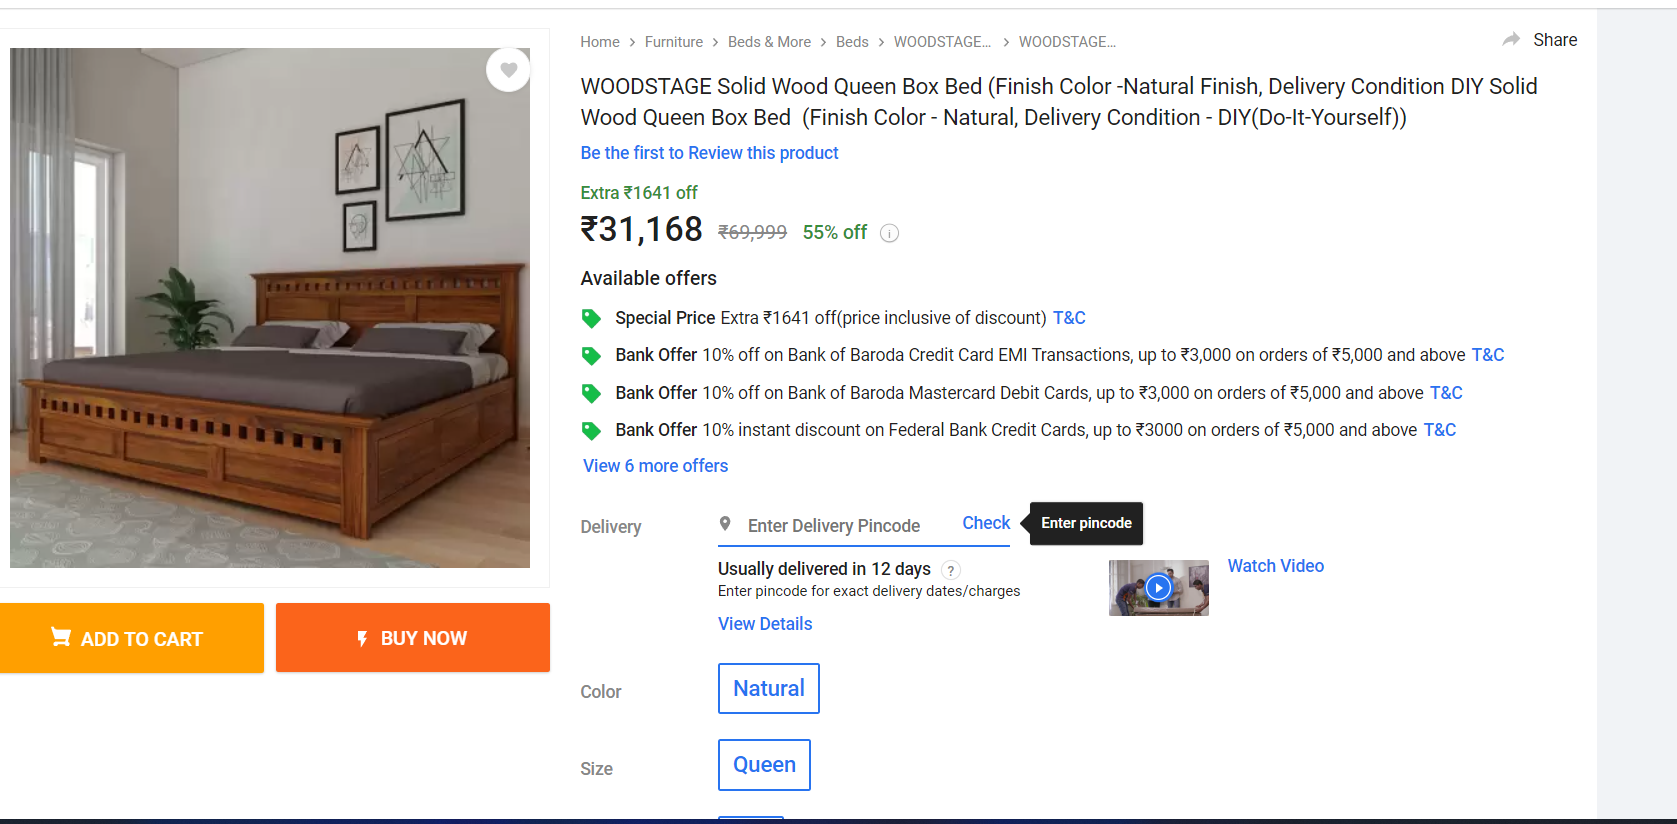 Home > Furniture > Beds & More > Beds > WOODSTAGE... > WOODSTAGE...
Share
WOODSTAGE Solid Wood Queen Box Bed (Finish Color -Natural Finish, Delivery Condition DIY Solid
Wood Queen Box Bed (Finish Color - Natural, Delivery Condition - DIY(Do-It-Yourself))
Be the first to Review this product
Extra ₹1641 off
₹31,168 ₹69,999 55% off i
Available offers
Special Price Extra ₹1641 off(price inclusive of discount) T&C
Bank Offer 10% off on Bank of Baroda Credit Card EMI Transactions, up to ₹3,000 on orders of ₹5,000 and above T&C
Bank Offer 10% off on Bank of Baroda Mastercard Debit Cards, up to ₹3,000 on orders of ₹5,000 and above T&C
Bank Offer 10% instant discount on Federal Bank Credit Cards, up to ₹3000 on orders of ₹5,000 and above T&C
View 6 more offers
Delivery
Enter Delivery Pincode Check
Enter pincode
Usually delivered in 12 days ?
Enter pincode for exact delivery dates/charges
View Details
Watch Video
ADD TO CART
BUY NOW
Color
Natural
Size
Queen